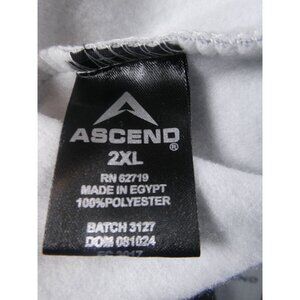 ASCEND®
2XL
RN 62719
MADE IN EGYPT
100%POLYESTER
BATCH 3127
DOM 081024